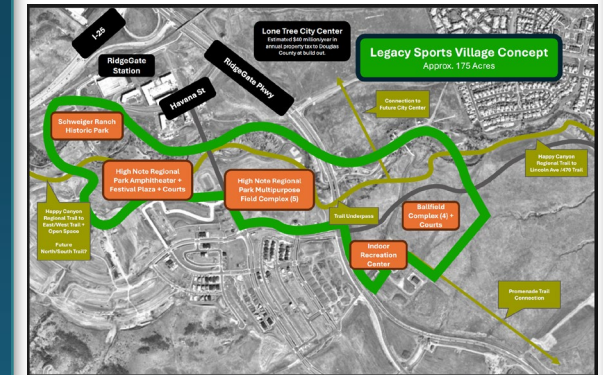 I-25
RidgeGate
Station
Havana St
RidgeGate Pkwy
Lone Tree City Center
Estimated $40 million/year in
annual property tax to Douglas
County at build out.
Legacy Sports Village Concept
Approx. 175 Acres
Connection to
Future City Center
Schweiger Ranch
Historic Park
High Note Regional
Park Amphitheater +
Festival Plaza + Courts
High Note Regional
Park Multipurpose
Field Complex (5)
Happy Canyon
Regional Trail to
Lincoln Ave /470 Trail
Happy Canyon
Regional Trail to
East/West Trail +
Open Space
Future
North/South Trail?
Trail Underpass
Ballfield
Complex (4) +
Courts
Indoor
Recreation
Center
Promenade Trail
Connection